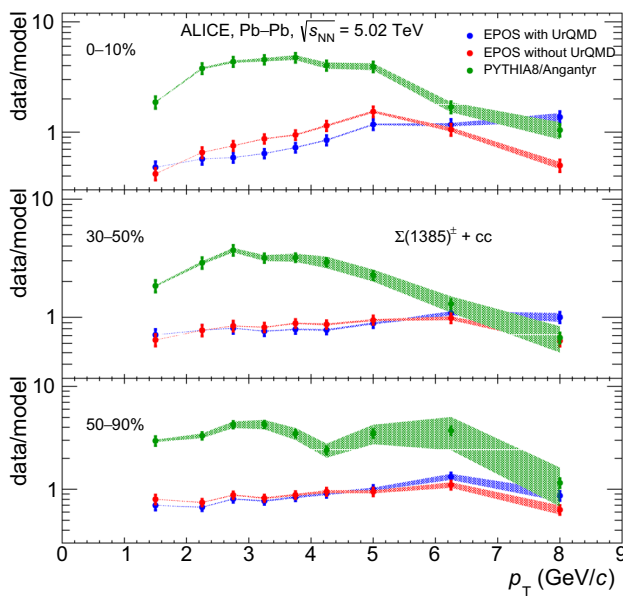 ALICE, Pb–Pb, √sNN = 5.02 TeV
EPOS with UrQMD
EPOS without UrQMD
PYTHIA8/Angantyr
0–10%
data/model
10
1
30–50%
Σ(1385)± + cc
data/model
10
1
50–90%
data/model
10
1
0 1 2 3 4 5 6 7 8 9
pT (GeV/c)